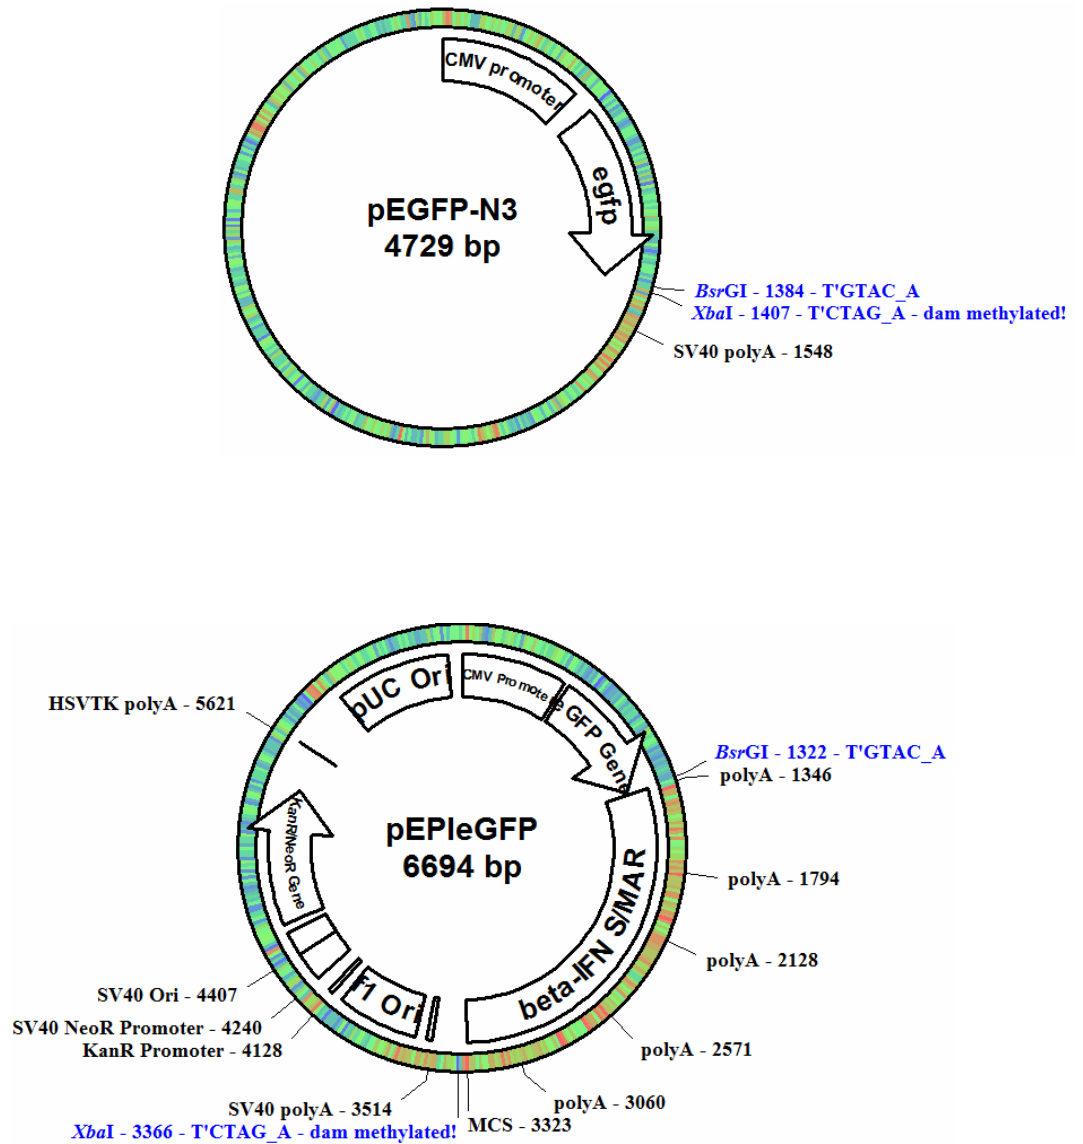 CMV promoter
egfp
pEGFP-N3
4729 bp
BsrGI - 1384 - T'GTAC_A
XbaI - 1407 - T'CTAG_A - dam methylated!
SV40 polyA - 1548
pUC Ori
CMV Promoter
eGFP Gene
HSVTK polyA - 5621
BsrGI - 1322 - T'GTAC_A
polyA - 1346
KanR/NeoR Gene
pEPIeGFP
6694 bp
beta-IFN S/MAR
polyA - 1794
polyA - 2128
f1 Ori
SV40 Ori - 4407
SV40 NeoR Promoter - 4240
KanR Promoter - 4128
polyA - 2571
polyA - 3060
SV40 polyA - 3514
MCS - 3323
XbaI - 3366 - T'CTAG_A - dam methylated!